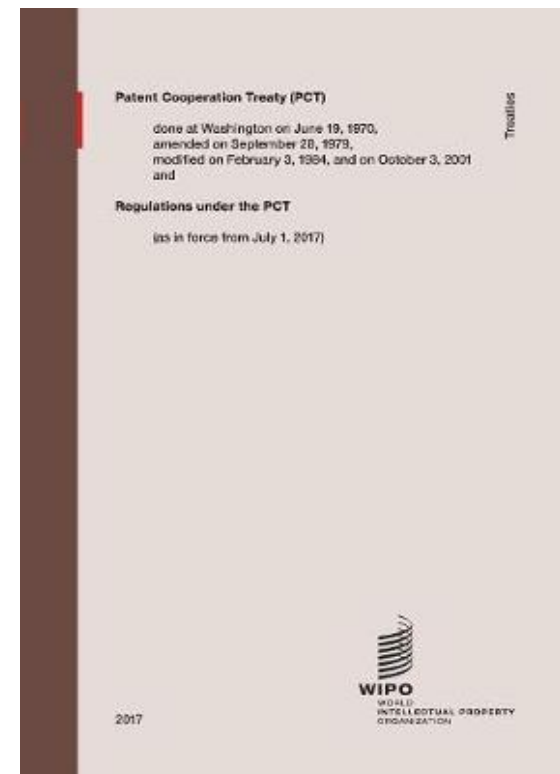 Patent Cooperation Treaty (PCT)
done at Washington on June 19, 1970,
amended on September 28, 1979,
modified on February 3, 1984, and on October 3, 2001
and
Regulations under the PCT
(as in force from July 1, 2017)
Treaties
WIPO
WORLD
INTELLECTUAL PROPERTY
ORGANIZATION
2017